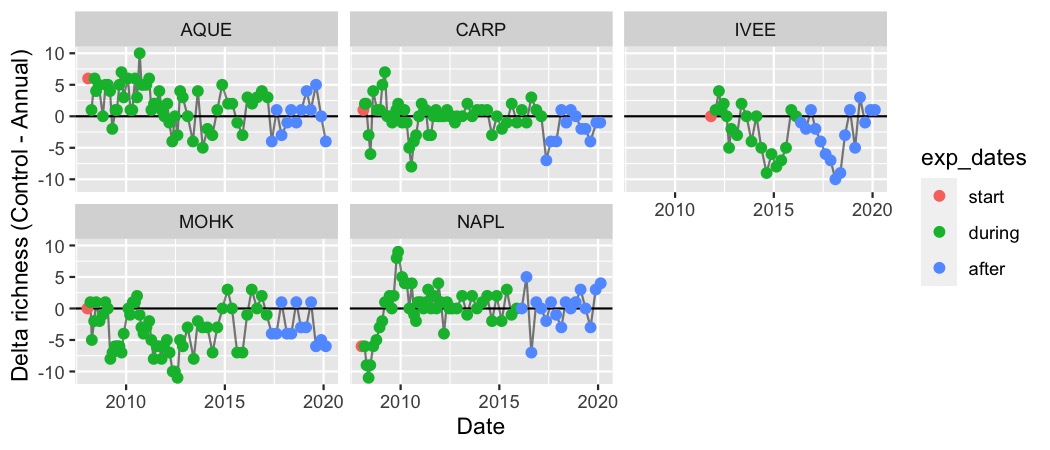 AQUE
CARP
IVEE
10
5
0
-5
-10
2010
2015
2020
MOHK
NAPL
10
5
0
-5
-10
2010
2015
2020
2010
2015
2020
Date
Delta richness (Control - Annual)
exp_dates
start
during
after